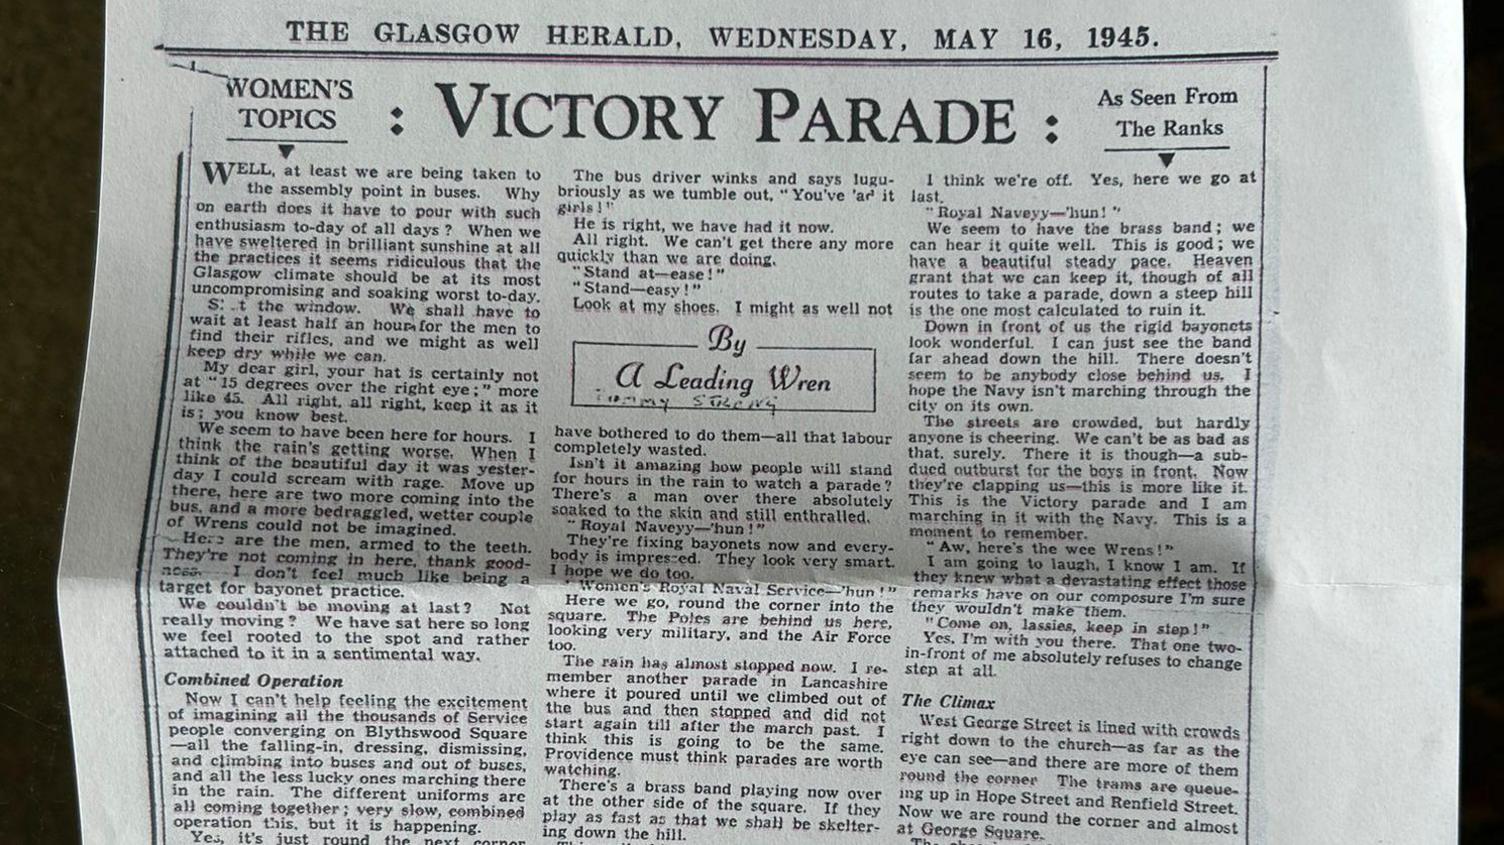 THE GLASGOW HERALD, WEDNESDAY, MAY 16, 1945.
WOMEN'S
TOPICS
: VICTORY PARADE :
As Seen From
The Ranks
WELL, at least we are being taken to
the assembly point in buses. Why
on earth does it have to pour with such
enthusiasm to-day of all days? When we
have sweltered in brilliant sunshine at all
the practices it seems ridiculous that the
Glasgow climate should be at its most
uncompromising and soaking worst to-day.
the window. We shall have to
wait at least half an hour for the men to
find their rifles, and we might as well
keep dry while we can.
My dear girl, your hat is certainly not
at "15 degrees over the right eye;" more
like 45. All right, all right, keep it as it
is; you know best.
We seem to have been here for hours. I
think the rain's getting worse. When I
think of the beautiful day it was yester-
day I could scream with rage. Move up
there, here are two more coming into the
bus, and a more bedraggled, wetter couple
of Wrens could not be imagined.
Here are the men, armed to the teeth.
They're not coming in here, thank good-
ness. I don't feel much like being a
target for bayonet practice.
We couldn't be moving at last? Not
really moving? We have sat here so long
we feel rooted to the spot and rather
attached to it in a sentimental way.
Combined Operation
Now I can't help feeling the excitement
of imagining all the thousands of Service
people converging on Blythswood Square
—all the falling-in, dressing, dismissing,
and climbing into buses and out of buses,
and all the less lucky ones marching there
in the rain. The different uniforms are
all coming together; very slow, combined
operation this, but it is happening.
Yes, it's just round the next corner
The bus driver winks and says lugu-
briously as we tumble out, "You've 'ad it
girls!"
He is right, we have had it now.
All right. We can't get there any more
quickly than we are doing.
"Stand at—ease!"
"Stand—easy!"
Look at my shoes. I might as well not
By
A Leading Wren
have bothered to do them—all that labour
completely wasted.
Isn't it amazing how people will stand
for hours in the rain to watch a parade?
There's a man over there absolutely
soaked to the skin and still enthralled.
"Royal Naveyy—'hun!"
They're fixing bayonets now and every-
body is impressed. They look very smart.
I hope we do too.
"Women's Royal Naval Service—'hun!"
Here we go, round the corner into the
square. The Poles are behind us here,
looking very military, and the Air Force
too.
The rain has almost stopped now. I re-
member another parade in Lancashire
where it poured until we climbed out of
the bus and then stopped and did not
start again till after the march past. I
think this is going to be the same.
Providence must think parades are worth
watching.
There's a brass band playing now over
at the other side of the square. If they
play as fast as that we shall be skelter-
ing down the hill.
I think we're off. Yes, here we go at
last.
"Royal Naveyy—'hun!"
We seem to have the brass band; we
can hear it quite well. This is good; we
have a beautiful steady pace. Heaven
grant that we can keep it, though of all
routes to take a parade, down a steep hill
is the one most calculated to ruin it.
Down in front of us the rigid bayonets
look wonderful. I can just see the band
far ahead down the hill. There doesn't
seem to be anybody close behind us. I
hope the Navy isn't marching through the
city on its own.
The streets are crowded, but hardly
anyone is cheering. We can't be as bad as
that, surely. There it is though—a sub-
dued outburst for the boys in front. Now
they're clapping us—this is more like it.
This is the Victory parade and I am
marching in it with the Navy. This is a
moment to remember.
"Aw, here's the wee Wrens!"
I am going to laugh, I know I am. If
they knew what a devastating effect those
remarks have on our composure I'm sure
they wouldn't make them.
"Come on, lassies, keep in step!"
Yes, I'm with you there. That one two-
in-front of me absolutely refuses to change
step at all.
The Climax
West George Street is lined with crowds
right down to the church—as far as the
eye can see—and there are more of them
round the corner The trams are queue-
ing up in Hope Street and Renfield Street.
Now we are round the corner and almost
at George Square.